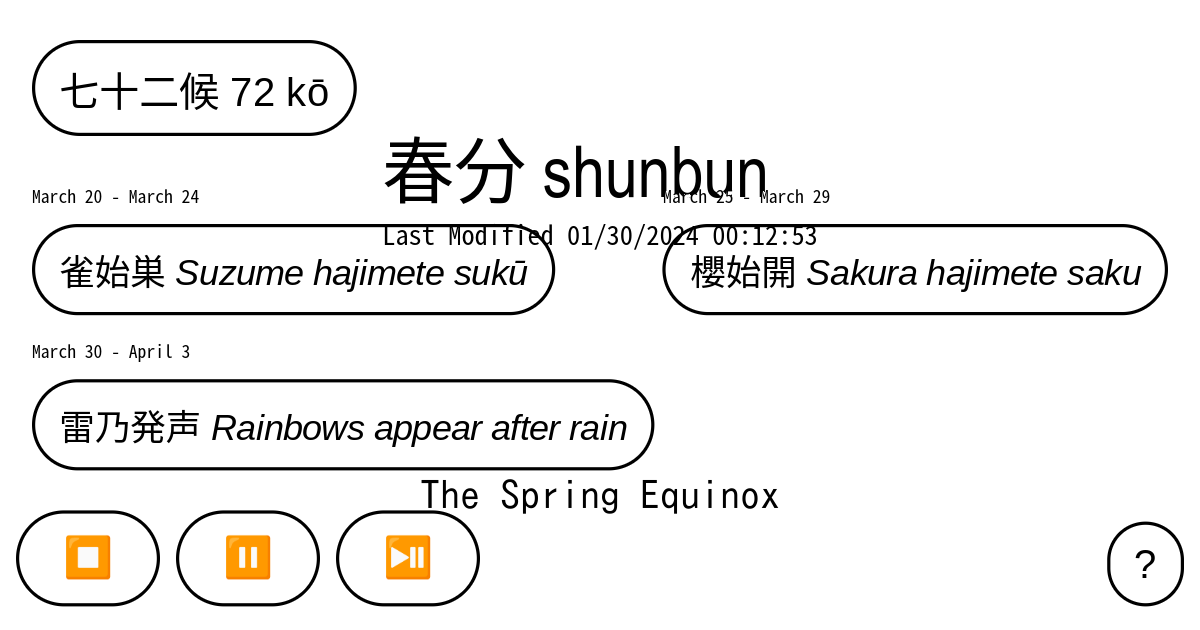 七十二候 72 kō
春分 shunbun
March 20 - March 24
March 25 - March 29
Last Modified 01/30/2024 00:12:53
雀始巣 Suzume hajimete sukū
櫻始開 Sakura hajimete saku
March 30 - April 3
雷乃発声 Rainbows appear after rain
The Spring Equinox
?